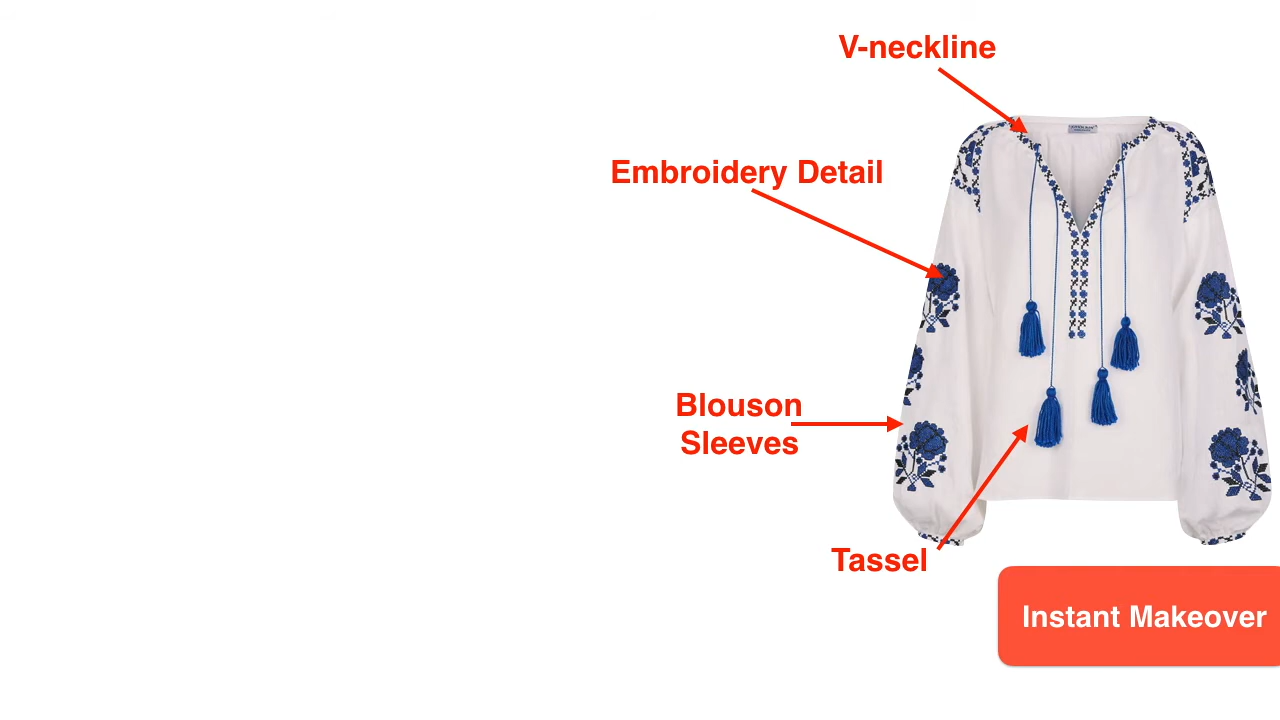 V-neckline
Embroidery Detail
Blouson
Sleeves
Tassel
Instant Makeover